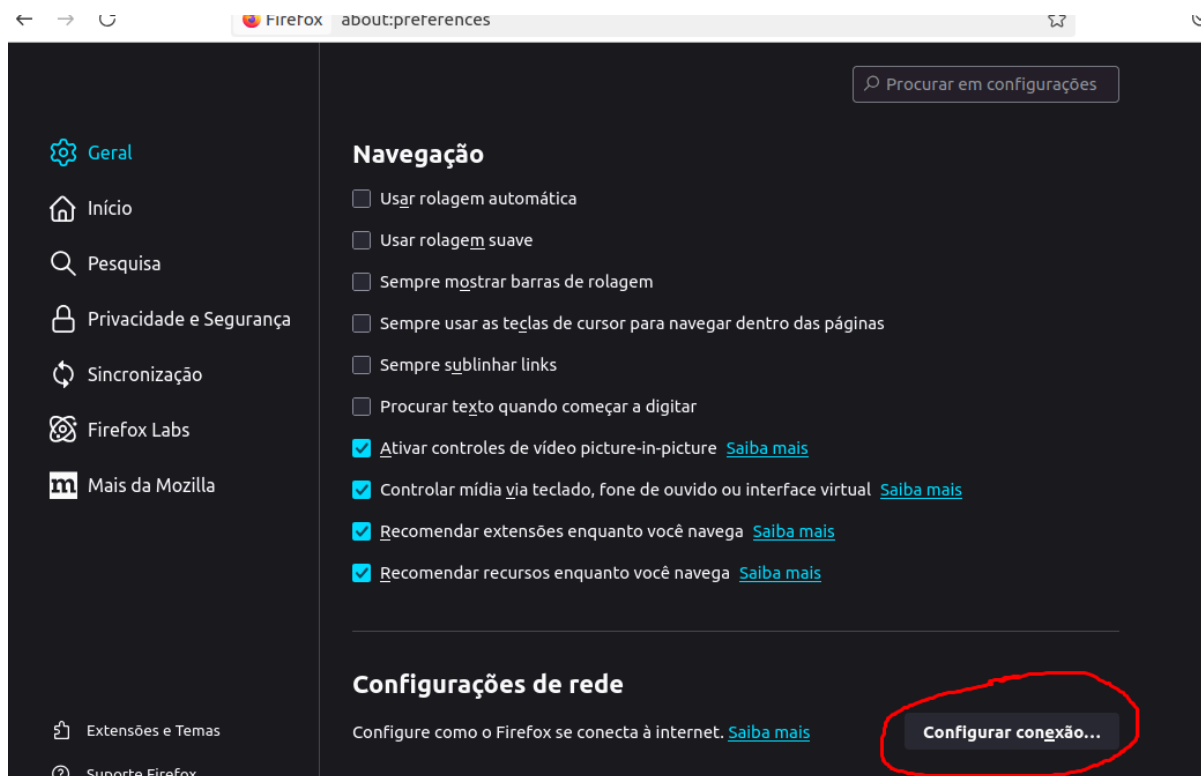 Firefox about:preferences
Procurar em configurações
Geral
Início
Pesquisa
Privacidade e Segurança
Sincronização
Firefox Labs
m Mais da Mozilla
Extensões e Temas
Suporte Firefox
Navegação
Usar rolagem automática
Usar rolagem suave
Sempre mostrar barras de rolagem
Sempre usar as teclas de cursor para navegar dentro das páginas
Sempre sublinhar links
Procurar texto quando começar a digitar
Ativar controles de vídeo picture-in-picture Saiba mais
Controlar mídia via teclado, fone de ouvido ou interface virtual Saiba mais
Recomendar extensões enquanto você navega Saiba mais
Recomendar recursos enquanto você navega Saiba mais
Configurações de rede
Configure como o Firefox se conecta à internet. Saiba mais
Configurar conexão...